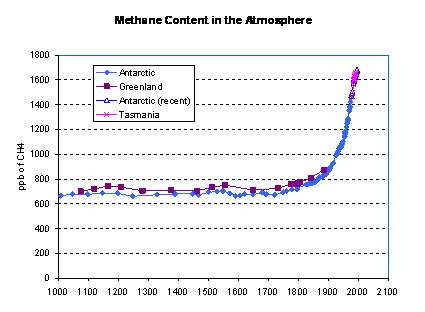 Methane Content in the Atmosphere
1800
1600
1400
1200
1000
800
600
400
200
0
ppb of CH4
Antarctic
Greenland
Antarctic (recent)
Tasmania
1000 1100 1200 1300 1400 1500 1600 1700 1800 1900 2000 2100